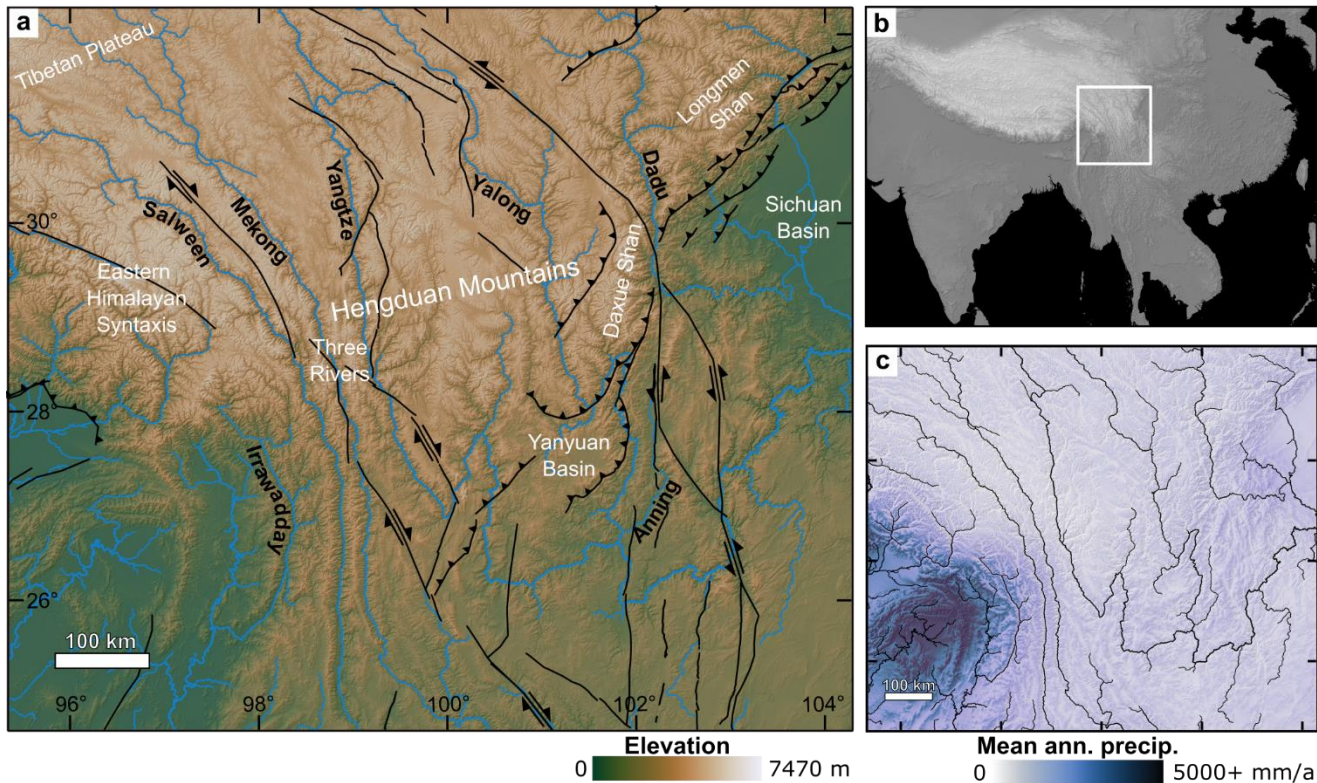 a
Tibetan Plateau
Longmen
Shan
Dadu
Yangtze
Yalong
Mekong
Salween
30°
Sichuan
Basin
Eastern
Himalayan
Syntaxis
Hengduan Mountains
Daxue Shan
Three
Rivers
28°
Yanyuan
Basin
Irrawadday
Anning
26°
100 km
96°
98°
100°
102°
104°
Elevation
0
7470 m
b
c
100 km
Mean ann. precip.
0
5000+ mm/a